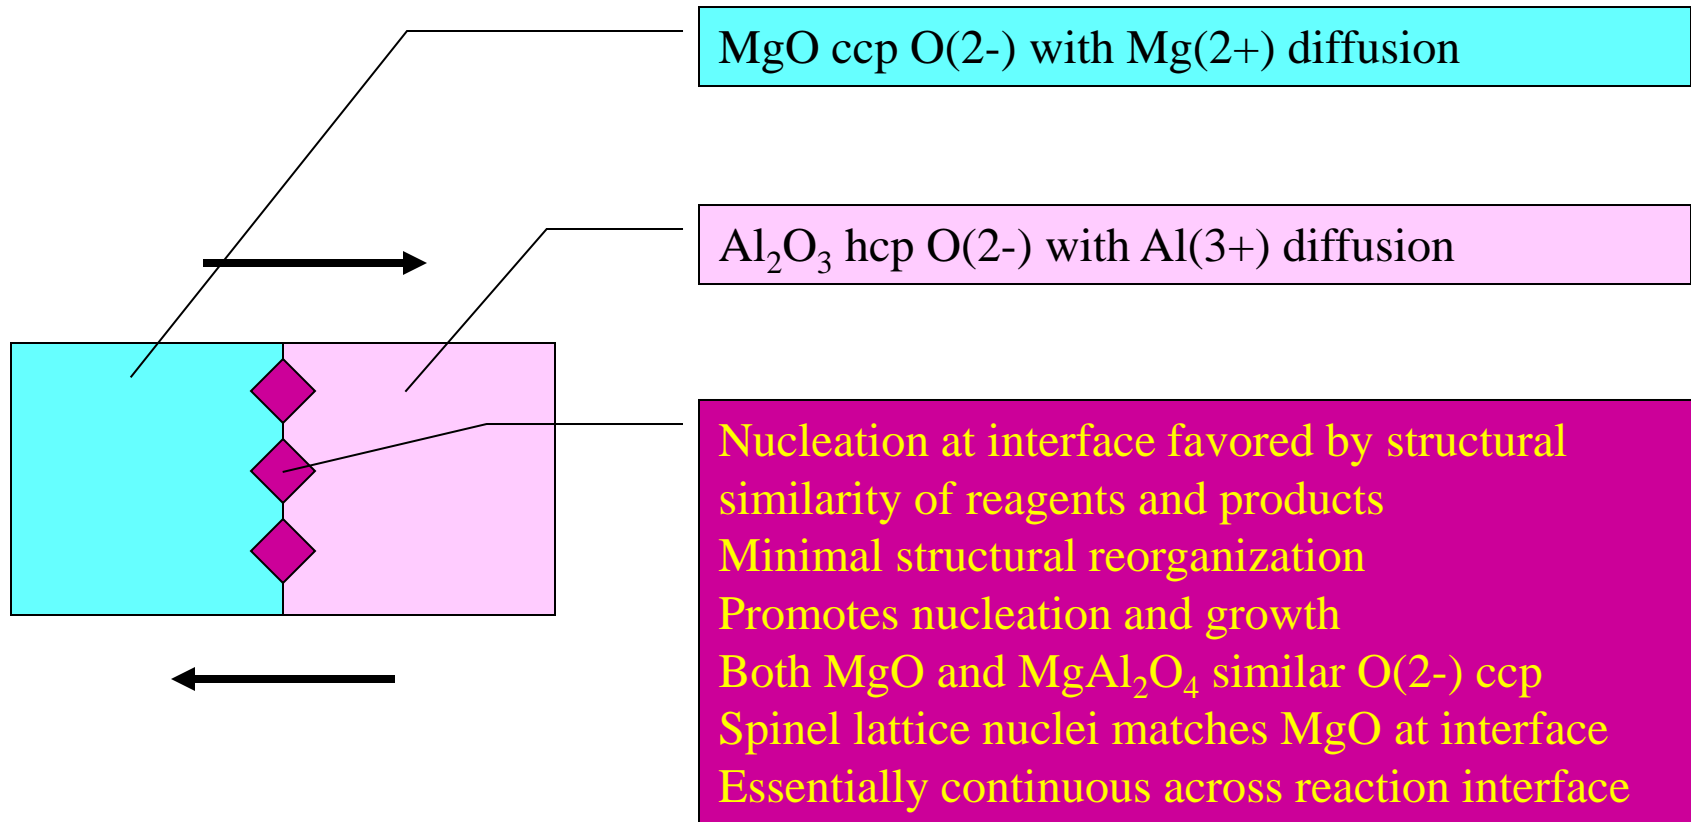 MgO ccp O(2-) with Mg(2+) diffusion
Al₂O₃ hcp O(2-) with Al(3+) diffusion
Nucleation at interface favored by structural
similarity of reagents and products
Minimal structural reorganization
Promotes nucleation and growth
Both MgO and MgAl₂O₄ similar O(2-) ccp
Spinel lattice nuclei matches MgO at interface
Essentially continuous across reaction interface